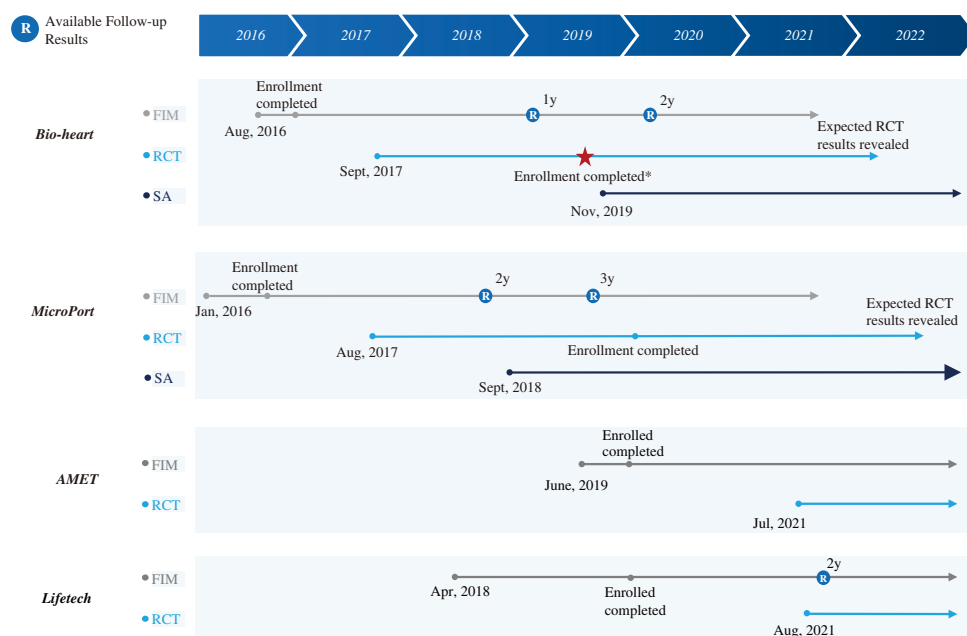 R Available Follow-up
Results
2016 2017 2018 2019 2020 2021 2022
Bio-heart
FIM
Enrollment
completed
Aug, 2016
R 1y
R 2y
RCT
Sept, 2017
Enrollment completed*
Expected RCT
results revealed
SA
Nov, 2019
MicroPort
FIM
Enrollment
completed
Jan, 2016
R 2y
R 3y
RCT
Aug, 2017
Enrollment completed
Expected RCT
results revealed
SA
Sept, 2018
AMET
FIM
Enrolled
completed
June, 2019
RCT
Jul, 2021
Lifetech
FIM
Apr, 2018
Enrolled
completed
R 2y
RCT
Aug, 2021